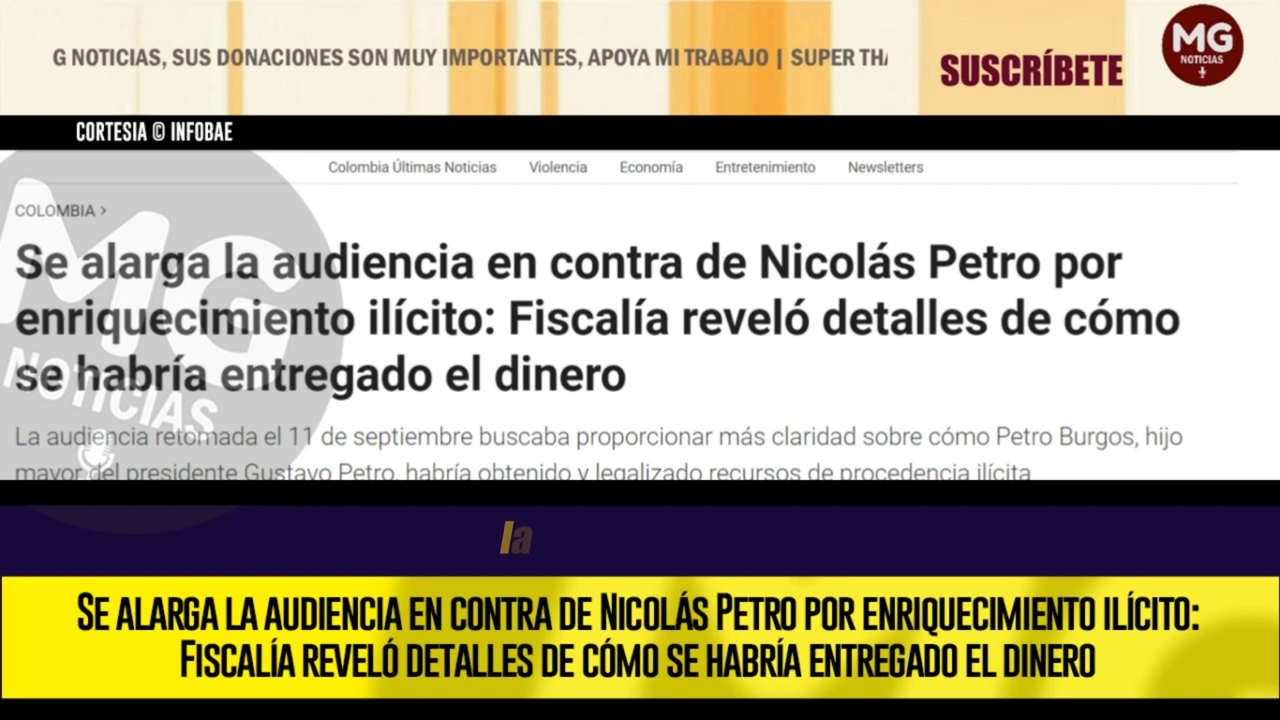 G NOTICIAS, SUS DONACIONES SON MUY IMPORTANTES, APOYA MI TRABAJO | SUPER
SUSCRÍBETE
MG
NOTICIAS
CORTESIA © INFOBAE
Colombia Últimas Noticias Violencia Economía Entretenimiento Newsletters
COLOMBIA >
Se alarga la audiencia en contra de Nicolás Petro por
enriquecimiento ilícito: Fiscalía reveló detalles de cómo
se habría entregado el dinero
MG
NOTICIAS
La audiencia retomada el 11 de septiembre buscaba proporcionar más claridad sobre cómo Petro Burgos, hijo
mayor del presidente Gustavo Petro, habría obtenido y legalizado recursos de procedencia ilícita
la
SE ALARGA LA AUDIENCIA EN CONTRA DE NICOLÁS PETRO POR ENRIQUECIMIENTO ILÍCITO:
FISCALÍA REVELÓ DETALLES DE CÓMO SE HABRÍA ENTREGADO EL DINERO